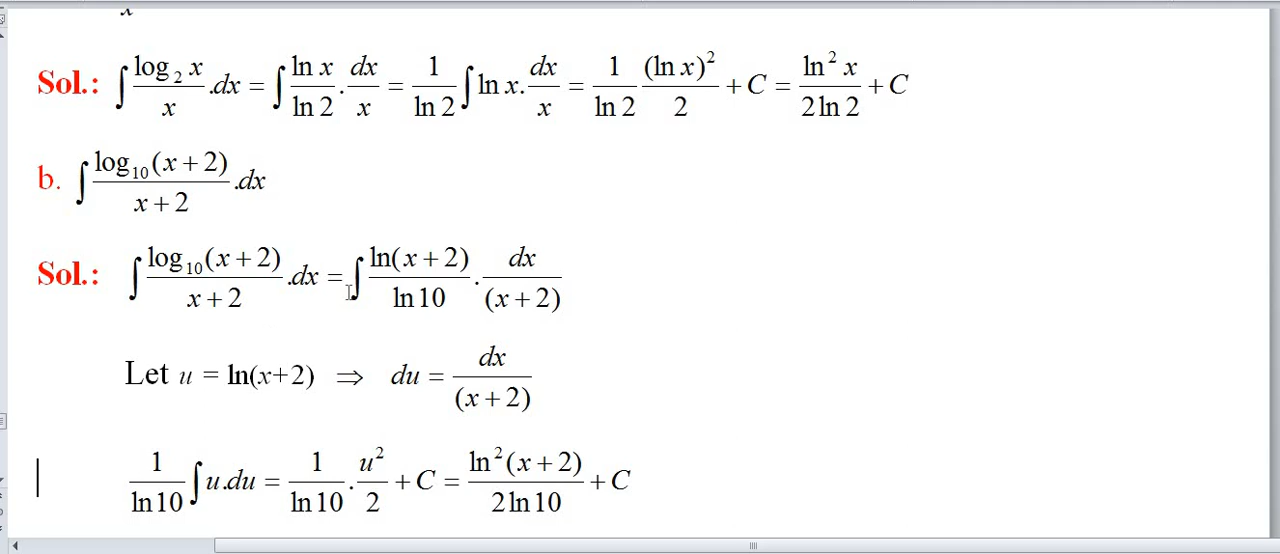 x
Sol.: ∫ log₂ x / x .dx = ∫ ln x / ln 2 . dx / x = 1 / ln 2 ∫ ln x. dx / x = 1 / ln 2 (ln x)² / 2 + C = ln² x / 2 ln 2 + C
b. ∫ log₁₀(x + 2) / x + 2 .dx
Sol.: ∫ log₁₀(x + 2) / x + 2 .dx = ∫ ln(x + 2) / ln 10 . dx / (x + 2)
Let u = ln(x+2) ⇒ du = dx / (x + 2)
1 / ln 10 ∫ u.du = 1 / ln 10 . u² / 2 + C = ln² (x + 2) / 2 ln 10 + C